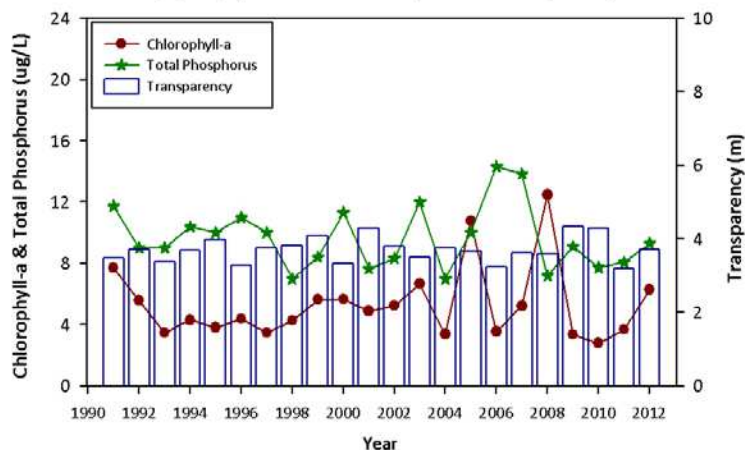 24
20
16
12
8
4
0
Chlorophyll-a & Total Phosphorus (ug/L)
Chlorophyll-a
Total Phosphorus
Transparency
10
8
6
4
2
0
Transparency (m)
1990 1992 1994 1996 1998 2000 2002 2004 2006 2008 2010 2012
Year